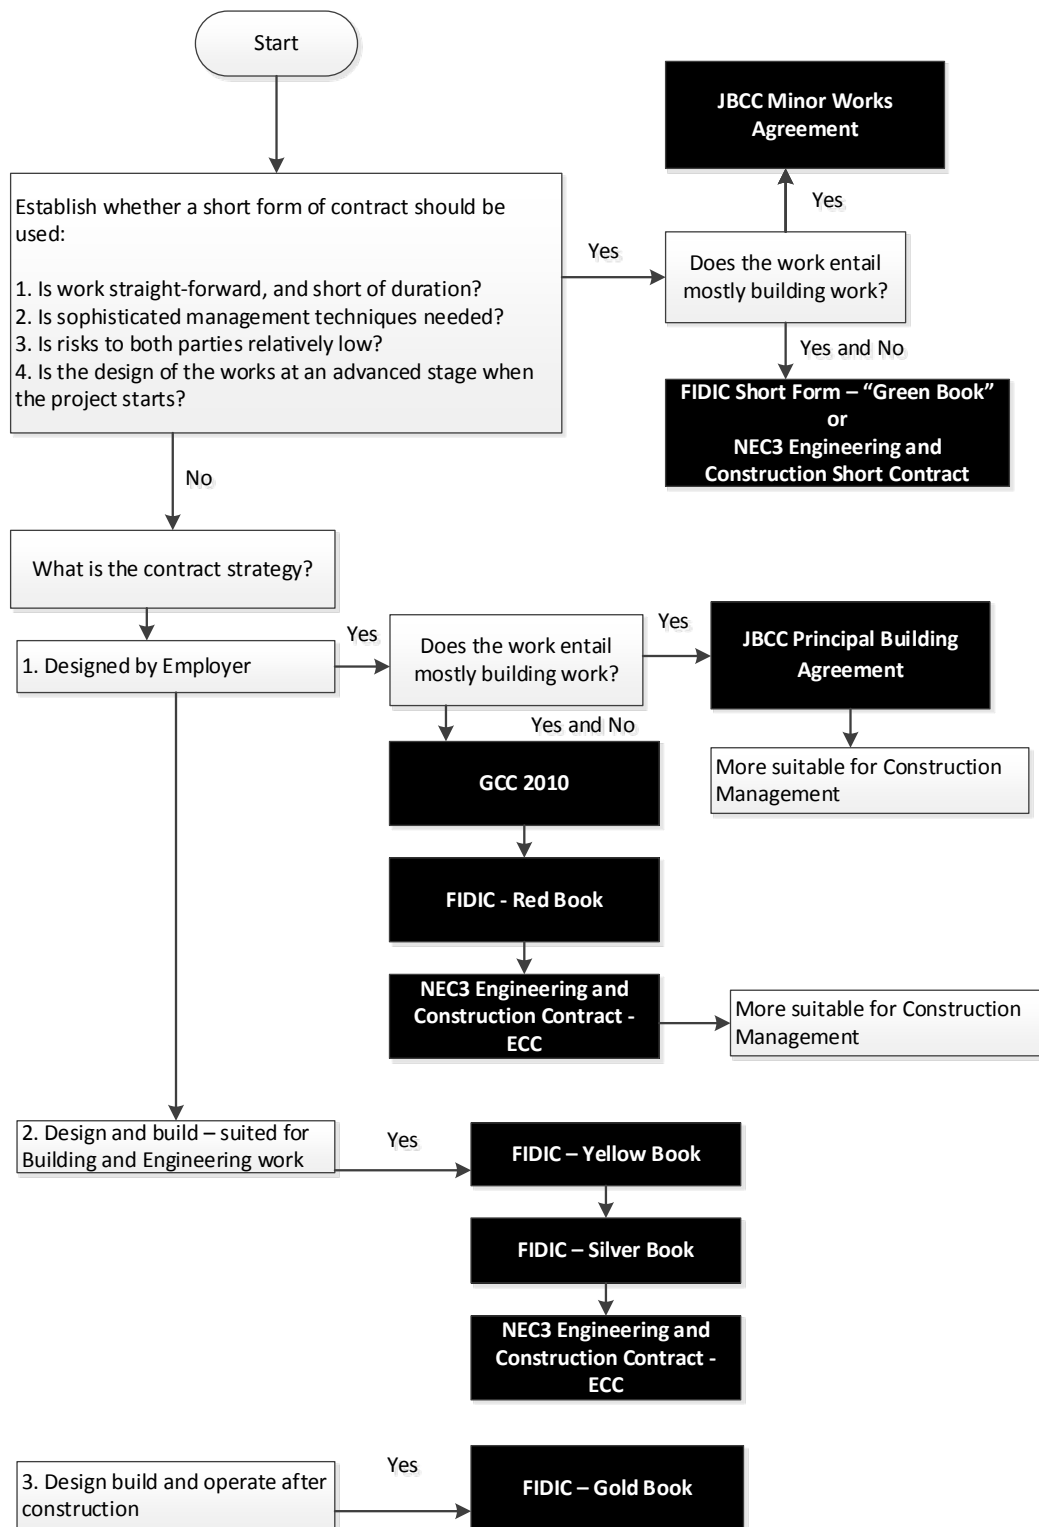 Start
JBCC Minor Works
Agreement
Establish whether a short form of contract should be
used:
1. Is work straight-forward, and short of duration?
2. Is sophisticated management techniques needed?
3. Is risks to both parties relatively low?
4. Is the design of the works at an advanced stage when
the project starts?
Yes
Yes
Does the work entail
mostly building work?
Yes and No
FIDIC Short Form – “Green Book”
or
NEC3 Engineering and
Construction Short Contract
No
What is the contract strategy?
1. Designed by Employer
Yes
Does the work entail
mostly building work?
Yes
JBCC Principal Building
Agreement
More suitable for Construction
Management
Yes and No
GCC 2010
FIDIC - Red Book
NEC3 Engineering and
Construction Contract -
ECC
More suitable for Construction
Management
2. Design and build – suited for
Building and Engineering work
Yes
FIDIC – Yellow Book
FIDIC – Silver Book
NEC3 Engineering and
Construction Contract -
ECC
3. Design build and operate after
construction
Yes
FIDIC – Gold Book